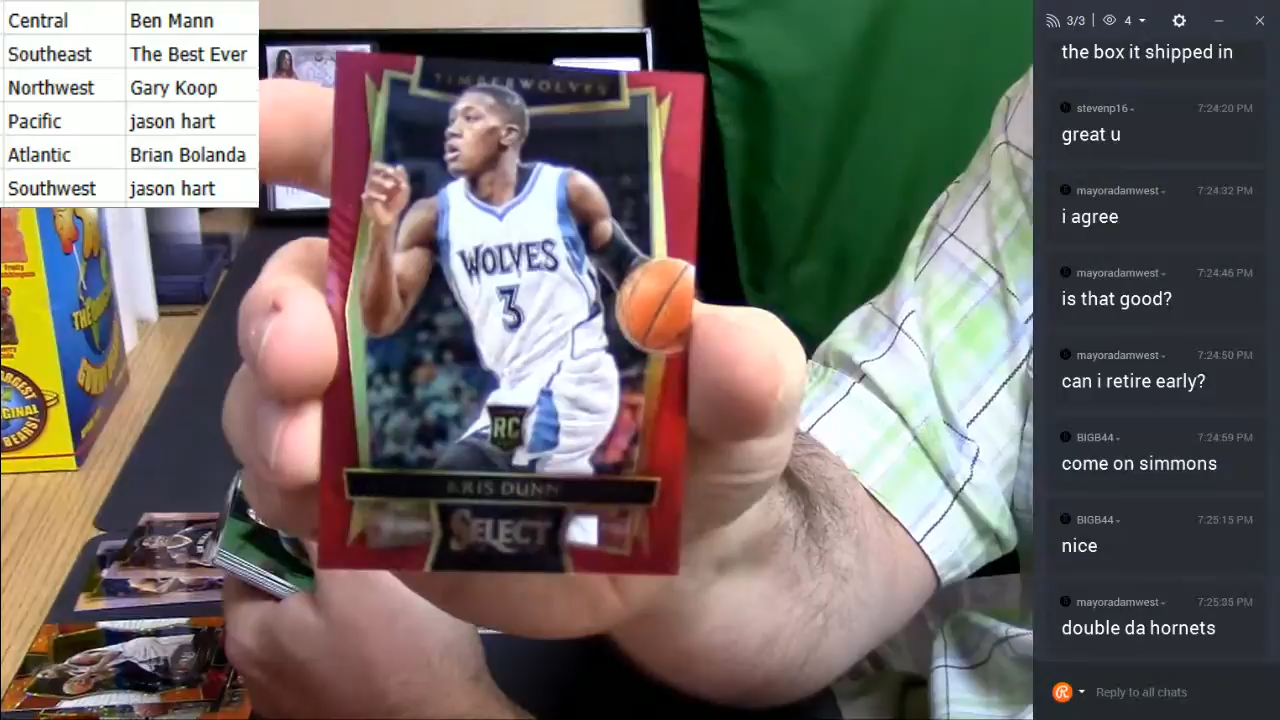 Central Ben Mann
Southeast The Best Ever
Northwest Gary Koop
Pacific jason hart
Atlantic Brian Bolanda
Southwest jason hart
TIMBERWOLVES
WOLVES
3
RC
KRIS DUNN
SELECT
3/3 4
the box it shipped in
stevenp16 7:24:20 PM
great u
mayoradamwest 7:24:32 PM
i agree
mayoradamwest 7:24:46 PM
is that good?
mayoradamwest 7:24:50 PM
can i retire early?
BIGB44 7:24:59 PM
come on simmons
BIGB44 7:25:15 PM
nice
mayoradamwest 7:25:35 PM
double da hornets
Reply to all chats